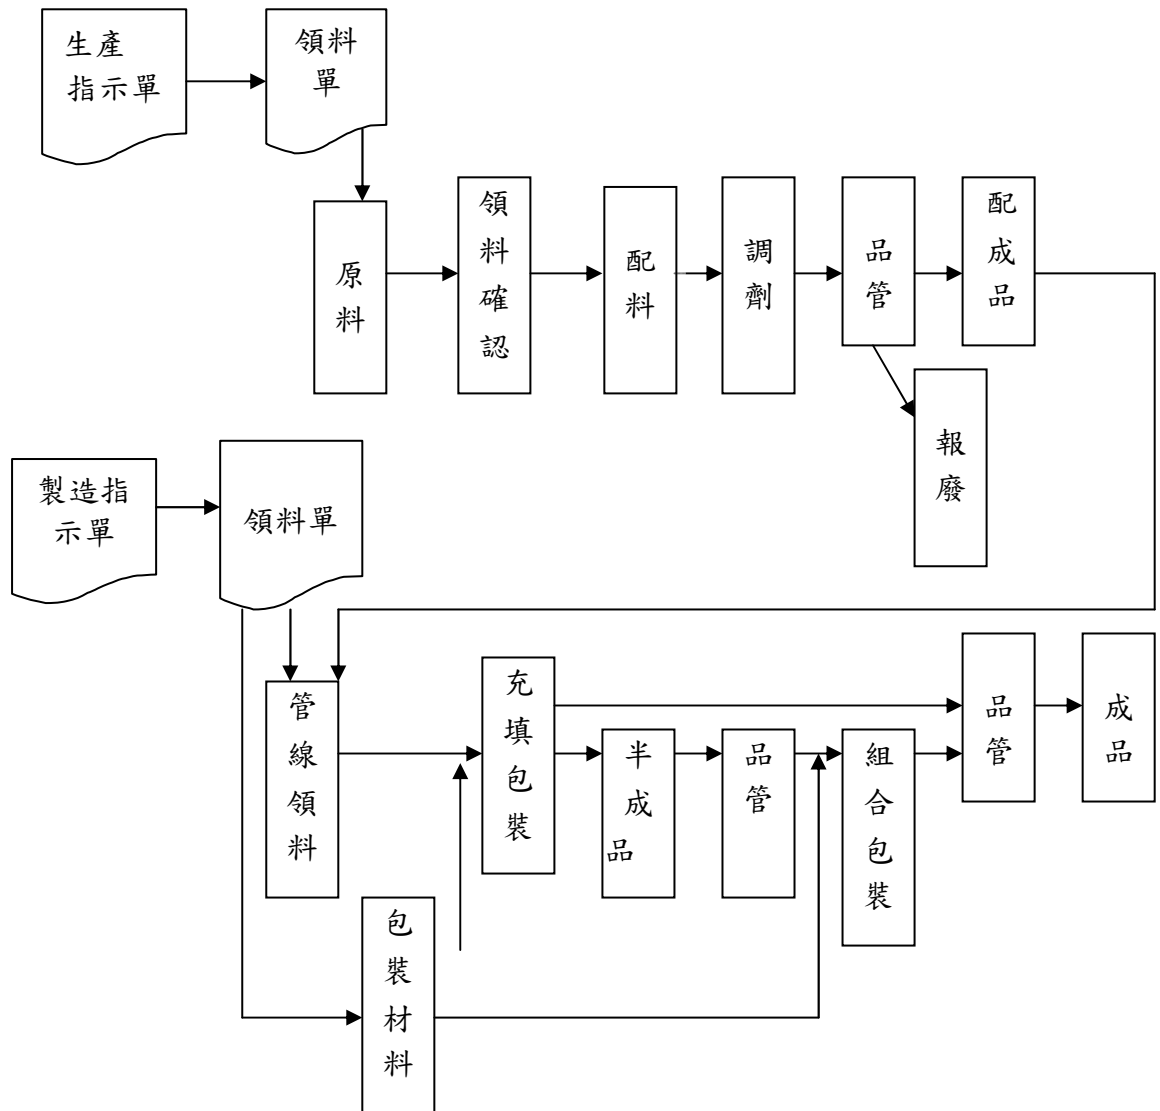 生產
指示單
領料
單
原
料
領
料
確
認
配
料
調
劑
品
管
配
成
品
報
廢
製造指
示單
領料單
管
線
領
料
充
填
包
裝
半
成
品
品
管
組
合
包
裝
品
管
成
品
包
裝
材
料